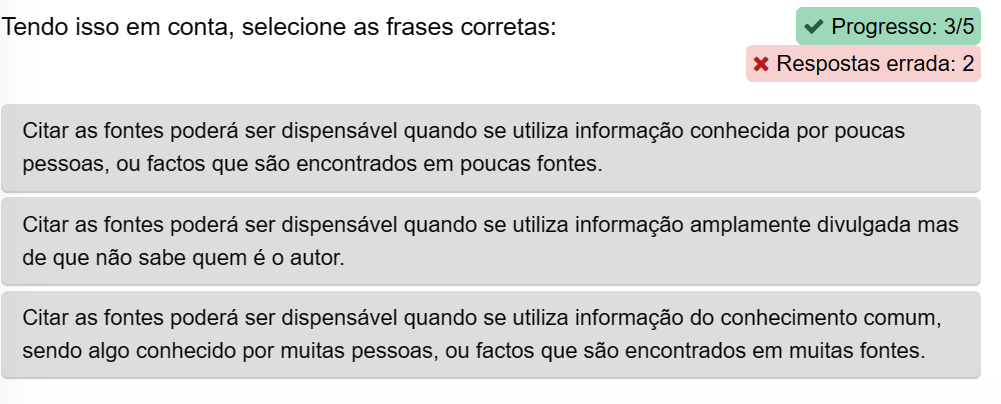 Tendo isso em conta, selecione as frases corretas:
✔ Progresso: 3/5
✖ Respostas errada: 2
Citar as fontes poderá ser dispensável quando se utiliza informação conhecida por poucas
pessoas, ou factos que são encontrados em poucas fontes.
Citar as fontes poderá ser dispensável quando se utiliza informação amplamente divulgada mas
de que não sabe quem é o autor.
Citar as fontes poderá ser dispensável quando se utiliza informação do conhecimento comum,
sendo algo conhecido por muitas pessoas, ou factos que são encontrados em muitas fontes.